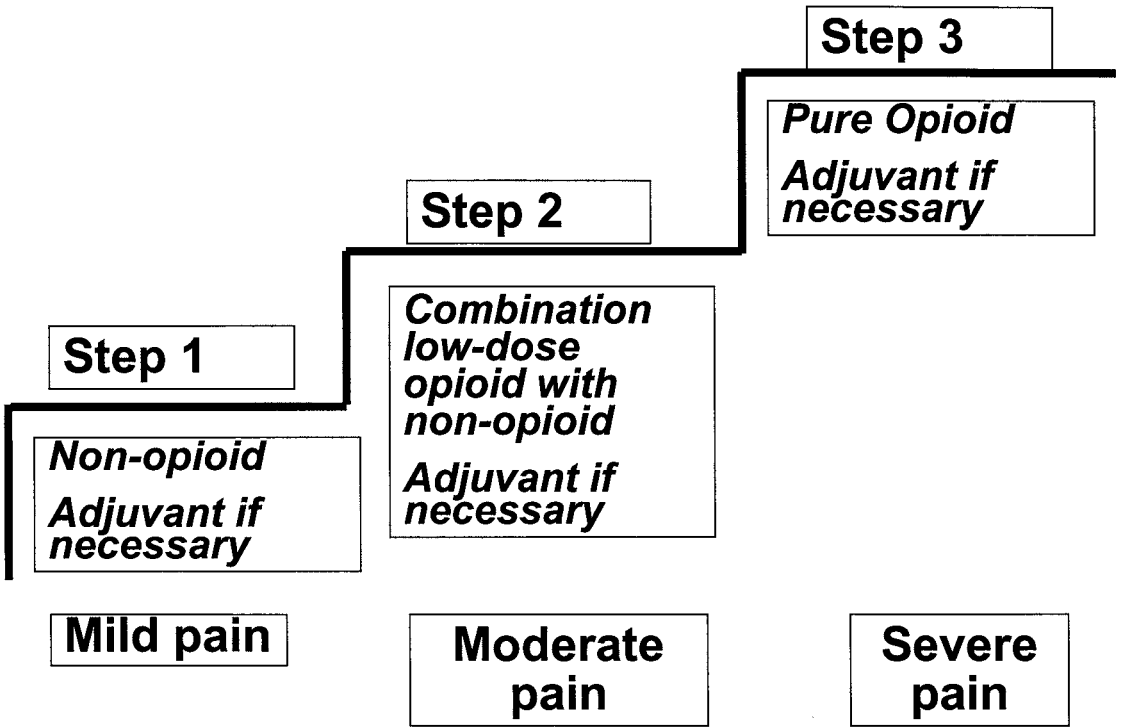 Step 3
Pure Opioid
Adjuvant if
necessary
Step 2
Combination
low-dose
opioid with
non-opioid
Adjuvant if
necessary
Step 1
Non-opioid
Adjuvant if
necessary
Mild pain
Moderate
pain
Severe
pain